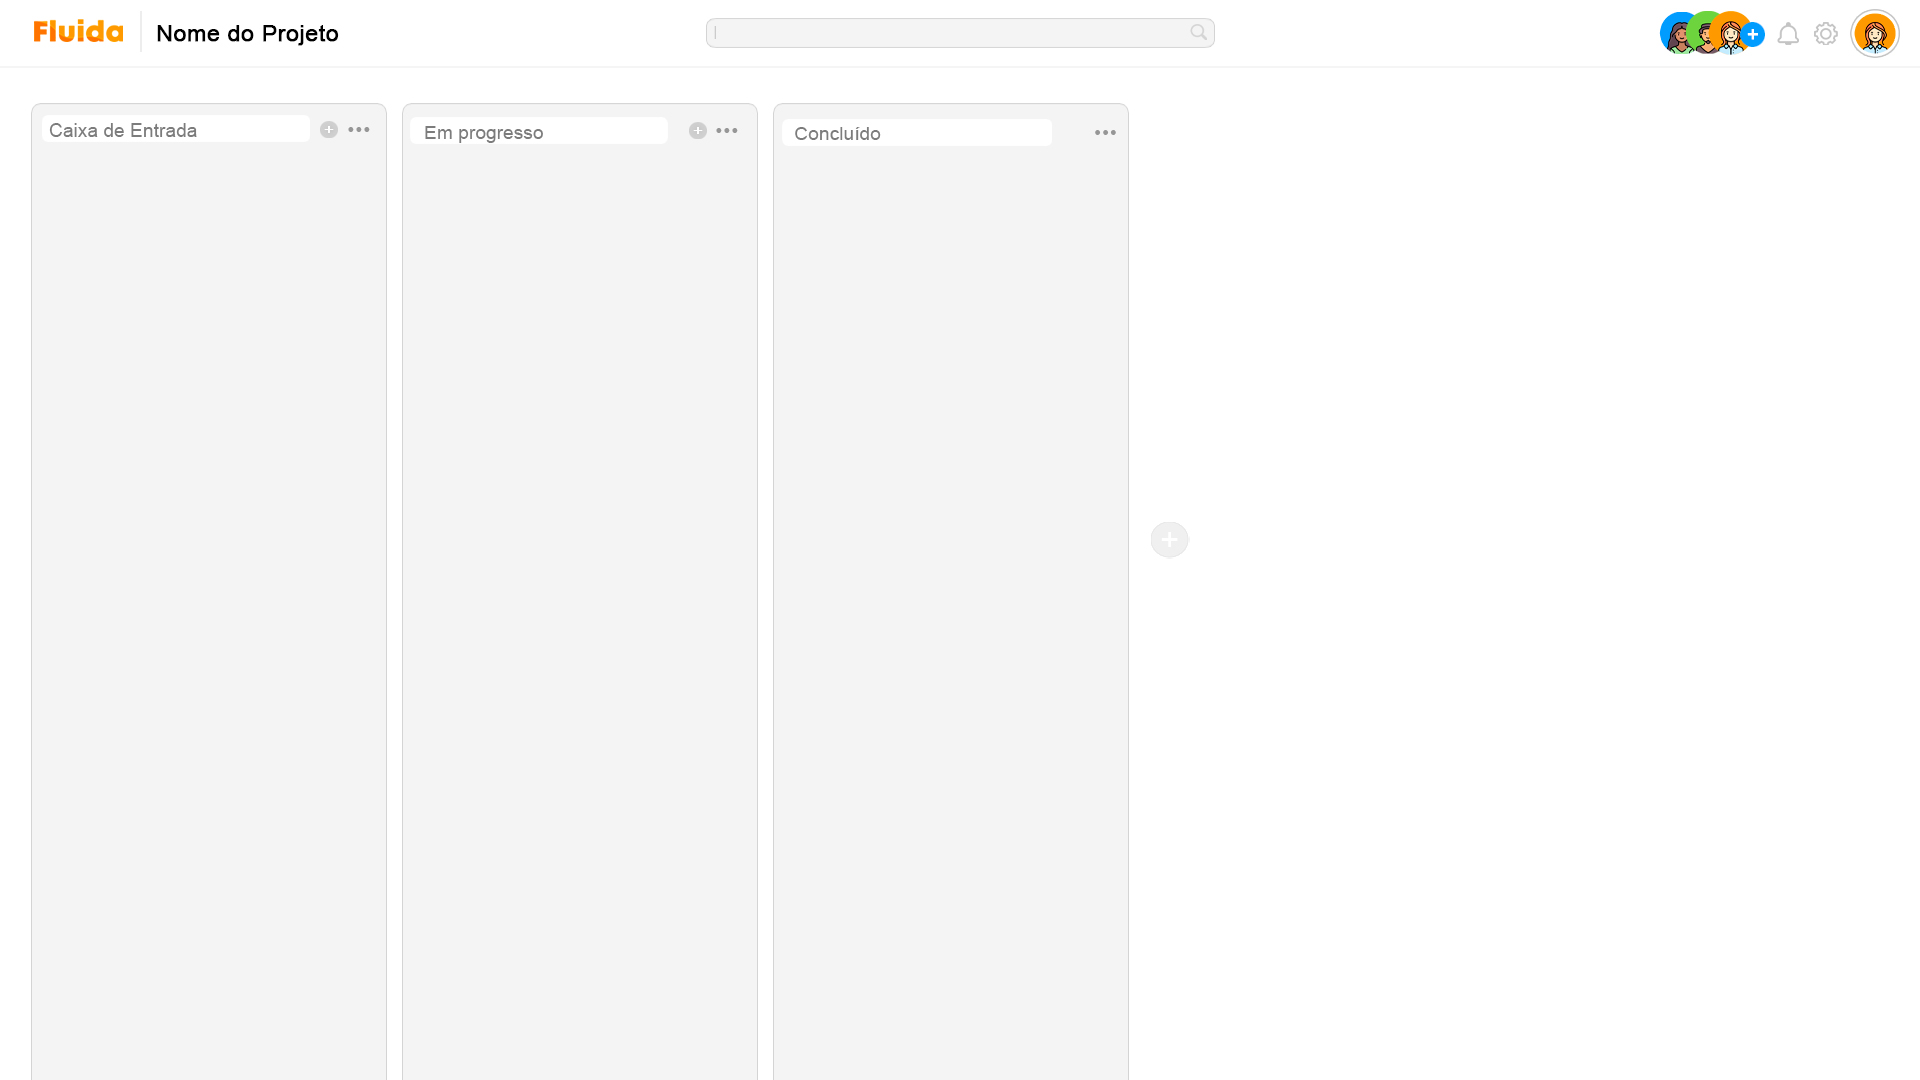 Fluida
Nome do Projeto
Caixa de Entrada
Em progresso
Concluído